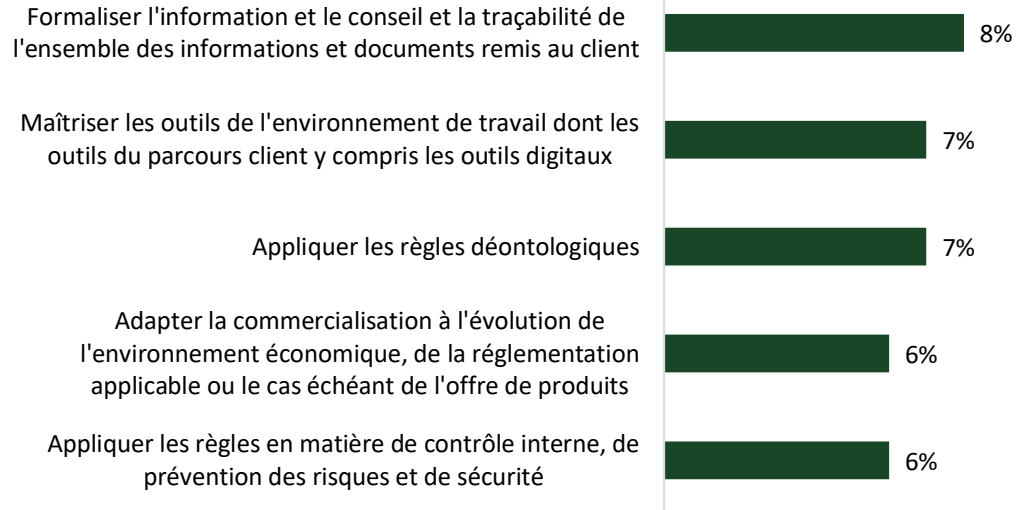 Formaliser l'information et le conseil et la traçabilité de
l'ensemble des informations et documents remis au client
8%
Maîtriser les outils de l'environnement de travail dont les
outils du parcours client y compris les outils digitaux
7%
Appliquer les règles déontologiques
7%
Adapter la commercialisation à l'évolution de
l'environnement économique, de la réglementation
applicable ou le cas échéant de l'offre de produits
6%
Appliquer les règles en matière de contrôle interne, de
prévention des risques et de sécurité
6%